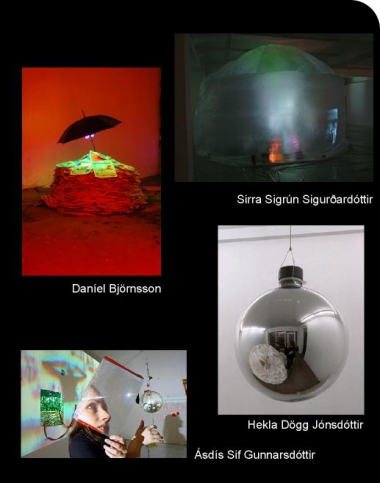 Sirra Sigrún Sigurðardóttir
Daníel Björnsson
Hekla Dögg Jónsdóttir
Ásdís Sif Gunnarsdóttir